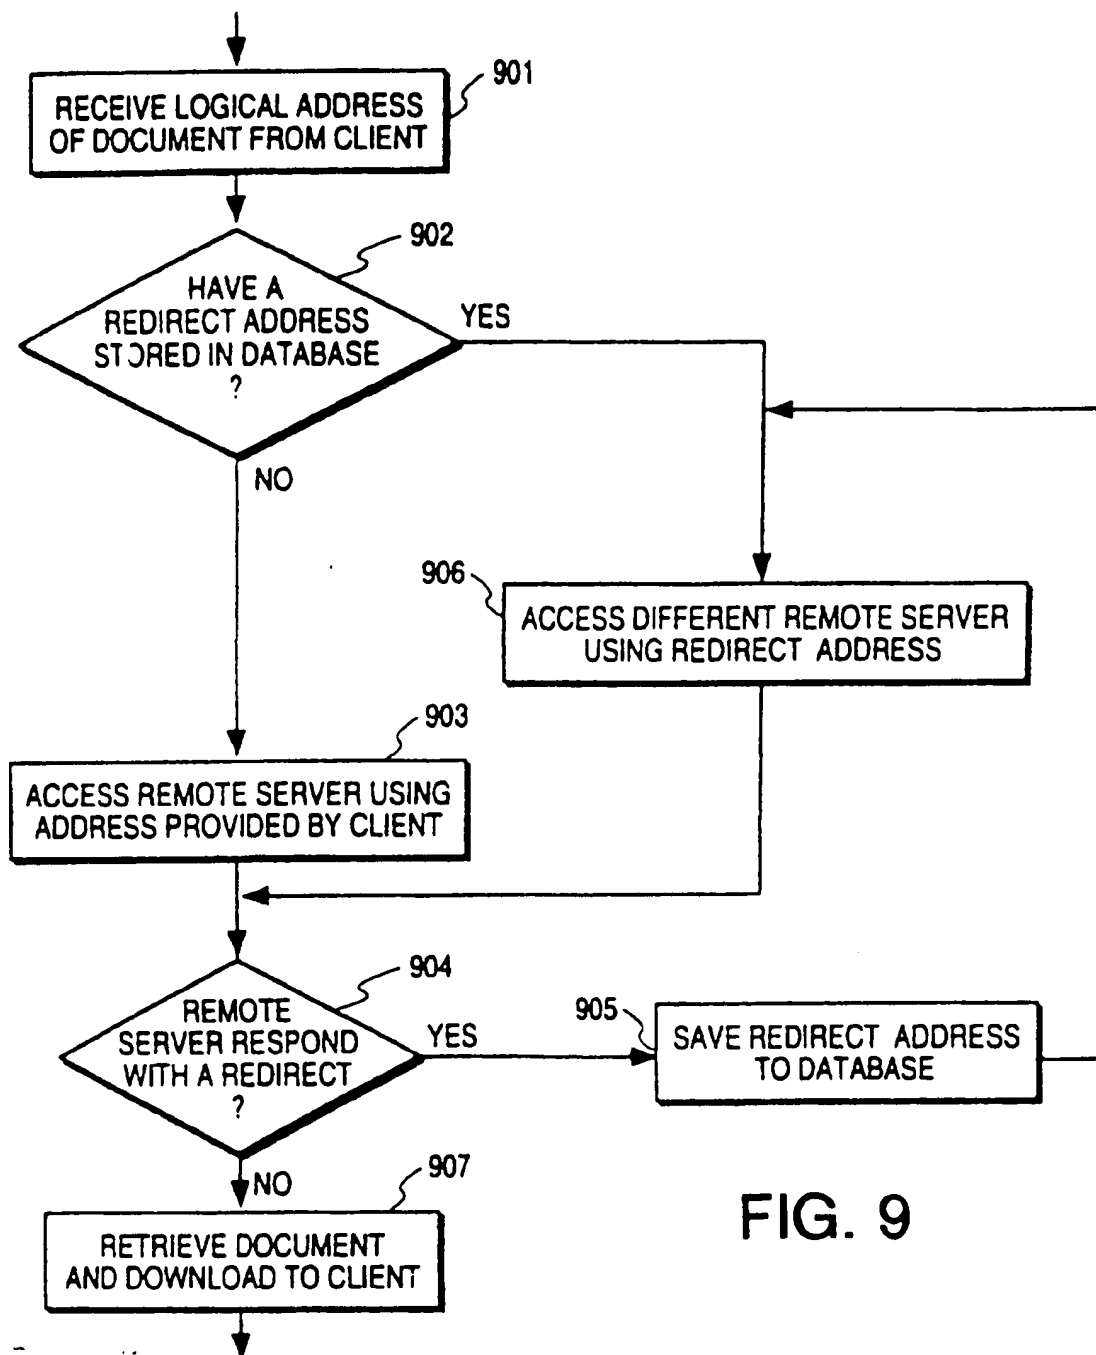 901
RECEIVE LOGICAL ADDRESS
OF DOCUMENT FROM CLIENT
902
HAVE A
REDIRECT ADDRESS
STORED IN DATABASE
?
YES
NO
906
ACCESS DIFFERENT REMOTE SERVER
USING REDIRECT ADDRESS
903
ACCESS REMOTE SERVER USING
ADDRESS PROVIDED BY CLIENT
904
REMOTE
SERVER RESPOND
WITH A REDIRECT
?
YES
905
SAVE REDIRECT ADDRESS
TO DATABASE
NO
907
RETRIEVE DOCUMENT
AND DOWNLOAD TO CLIENT
FIG. 9